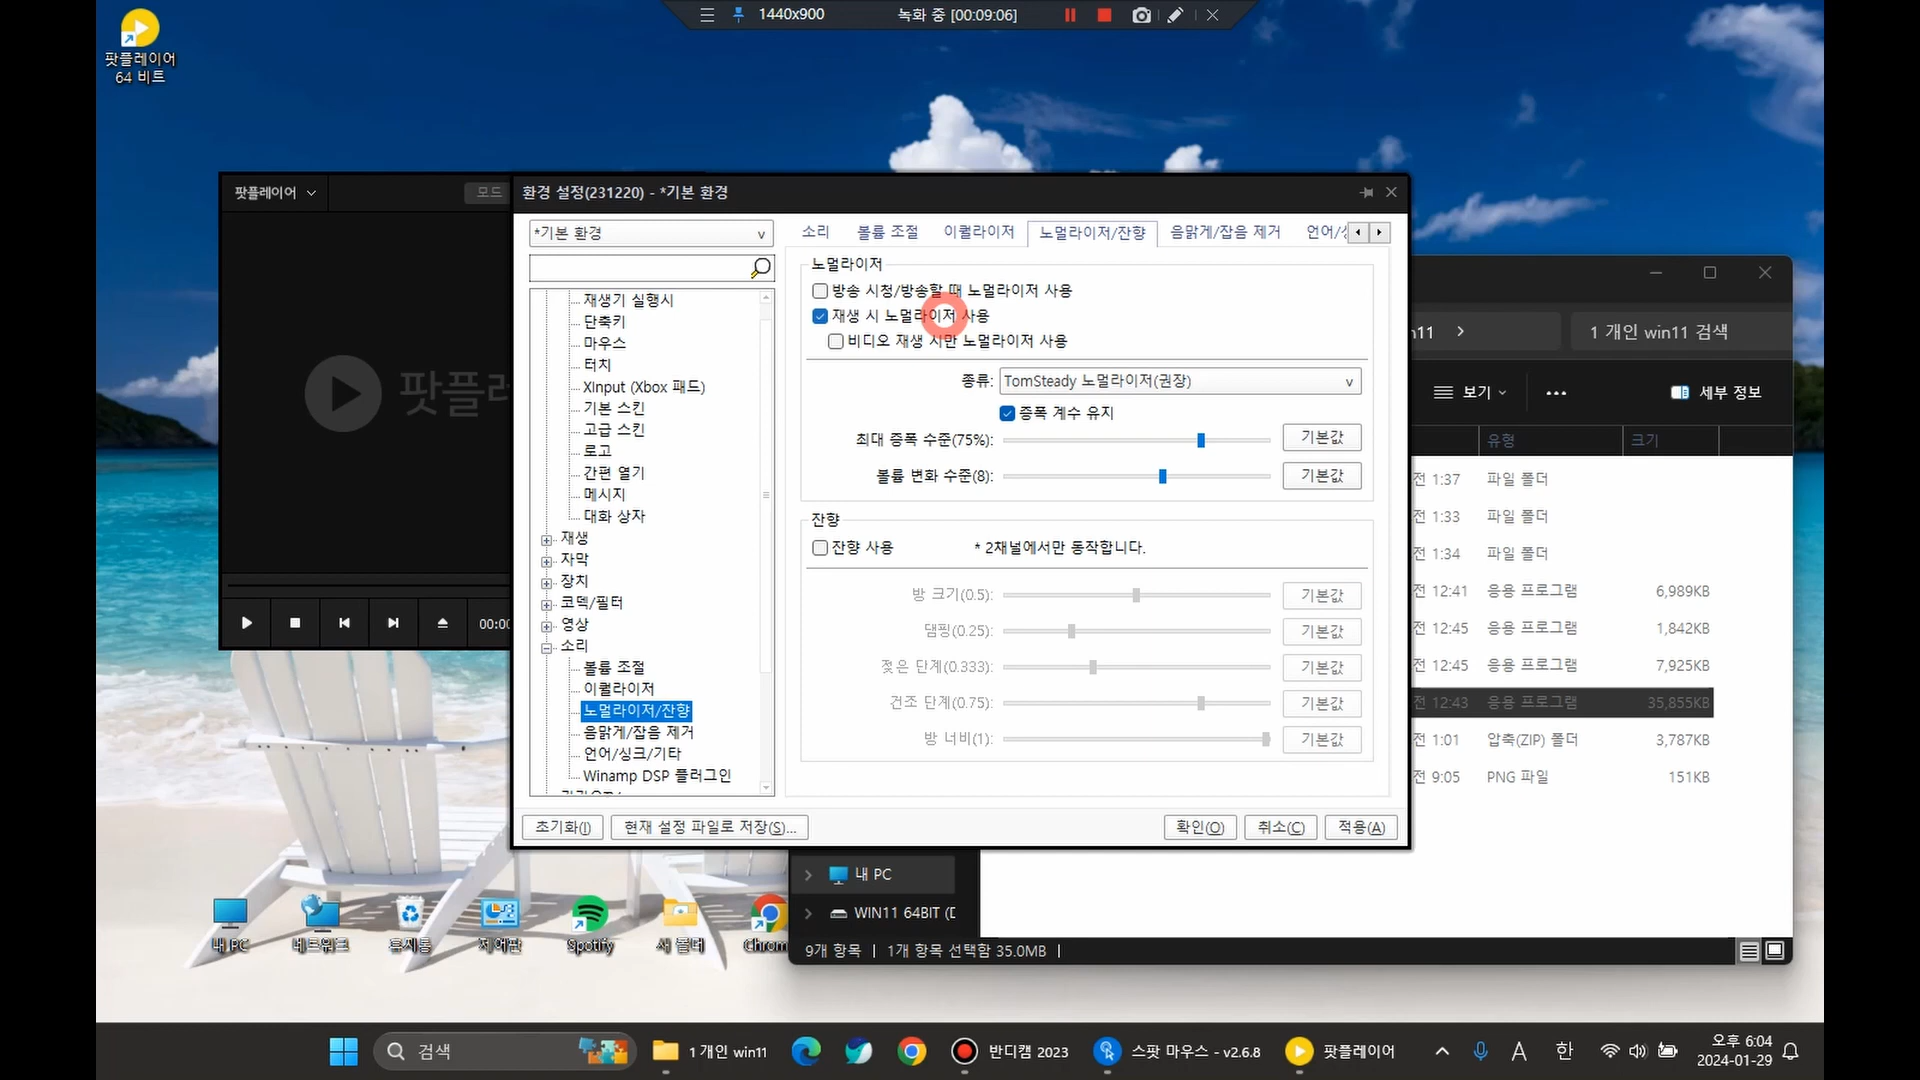 팟플레이어
64 비트
1440x900
녹화 중 [00:09:06]
팟플레이어
모드
팟플레
00:00
환경 설정(231220) - *기본 환경
*기본 환경
재생기 실행시
단축키
마우스
터치
XInput (Xbox 패드)
기본 스킨
고급 스킨
로고
간편 열기
메시지
대화 상자
재생
자막
장치
코덱/필터
영상
소리
볼륨 조절
이퀄라이저
노멀라이저/잔향
음맑게/잡음 제거
언어/싱크/기타
Winamp DSP 플러그인
소리
볼륨 조절
이퀄라이저
노멀라이저/잔향
음맑게/잡음 제거
언어/
노멀라이저
방송 시청/방송할 때 노멀라이저 사용
재생 시 노멀라이저 사용
비디오 재생 시만 노멀라이저 사용
종류: TomSteady 노멀라이저(권장)
증폭 계수 유지
최대 증폭 수준(75%): 기본값
볼륨 변화 수준(8): 기본값
잔향
잔향 사용 * 2채널에서만 동작합니다.
방 크기(0.5): 기본값
댐핑(0.25): 기본값
젖은 단계(0.333): 기본값
건조 단계(0.75): 기본값
방 너비(1): 기본값
초기화(I)
현재 설정 파일로 저장(S)...
확인(O)
취소(C)
적용(A)
n11
1 개인 win11 검색
보기
세부 정보
유형
크기
전 1:37 파일 폴더
전 1:33 파일 폴더
전 1:34 파일 폴더
전 12:41 응용 프로그램 6,989KB
전 12:45 응용 프로그램 1,842KB
전 12:45 응용 프로그램 7,925KB
전 12:43 응용 프로그램 35,855KB
전 1:01 압축(ZIP) 폴더 3,787KB
전 9:05 PNG 파일 151KB
내 PC
WIN11 64BIT (D
9개 항목
1개 항목 선택함 35.0MB
내 PC
네트워크
휴지통
제어판
Spotify
새 폴더
Chrom
검색
1 개인 win11
반디캠 2023
스팟 마우스 - v2.6.8
팟플레이어
A
한
오후 6:04
2024-01-29